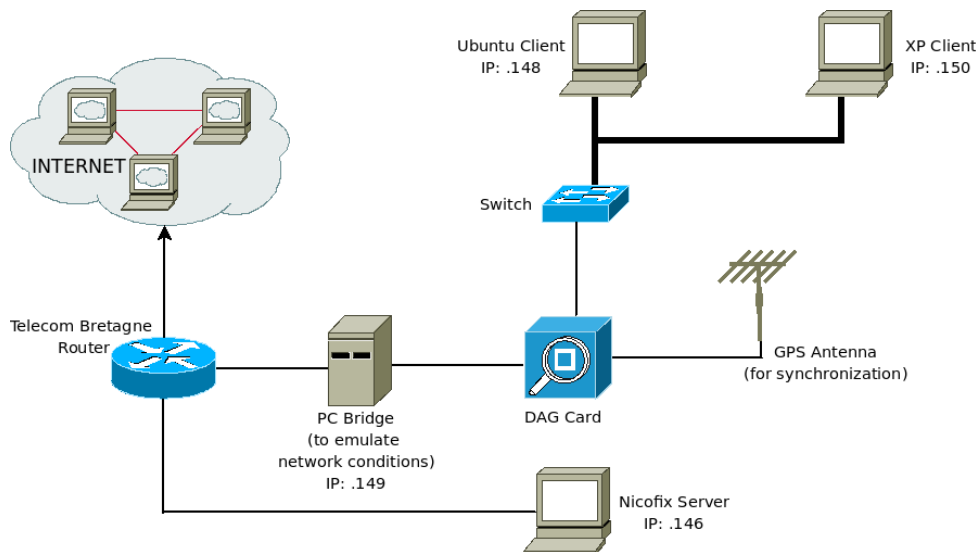 Ubuntu Client
IP: .148
XP Client
IP: .150
INTERNET
Switch
Telecom Bretagne
Router
GPS Antenna
(for synchronization)
PC Bridge
(to emulate
network conditions)
IP: .149
DAG Card
Nicofix Server
IP: .146